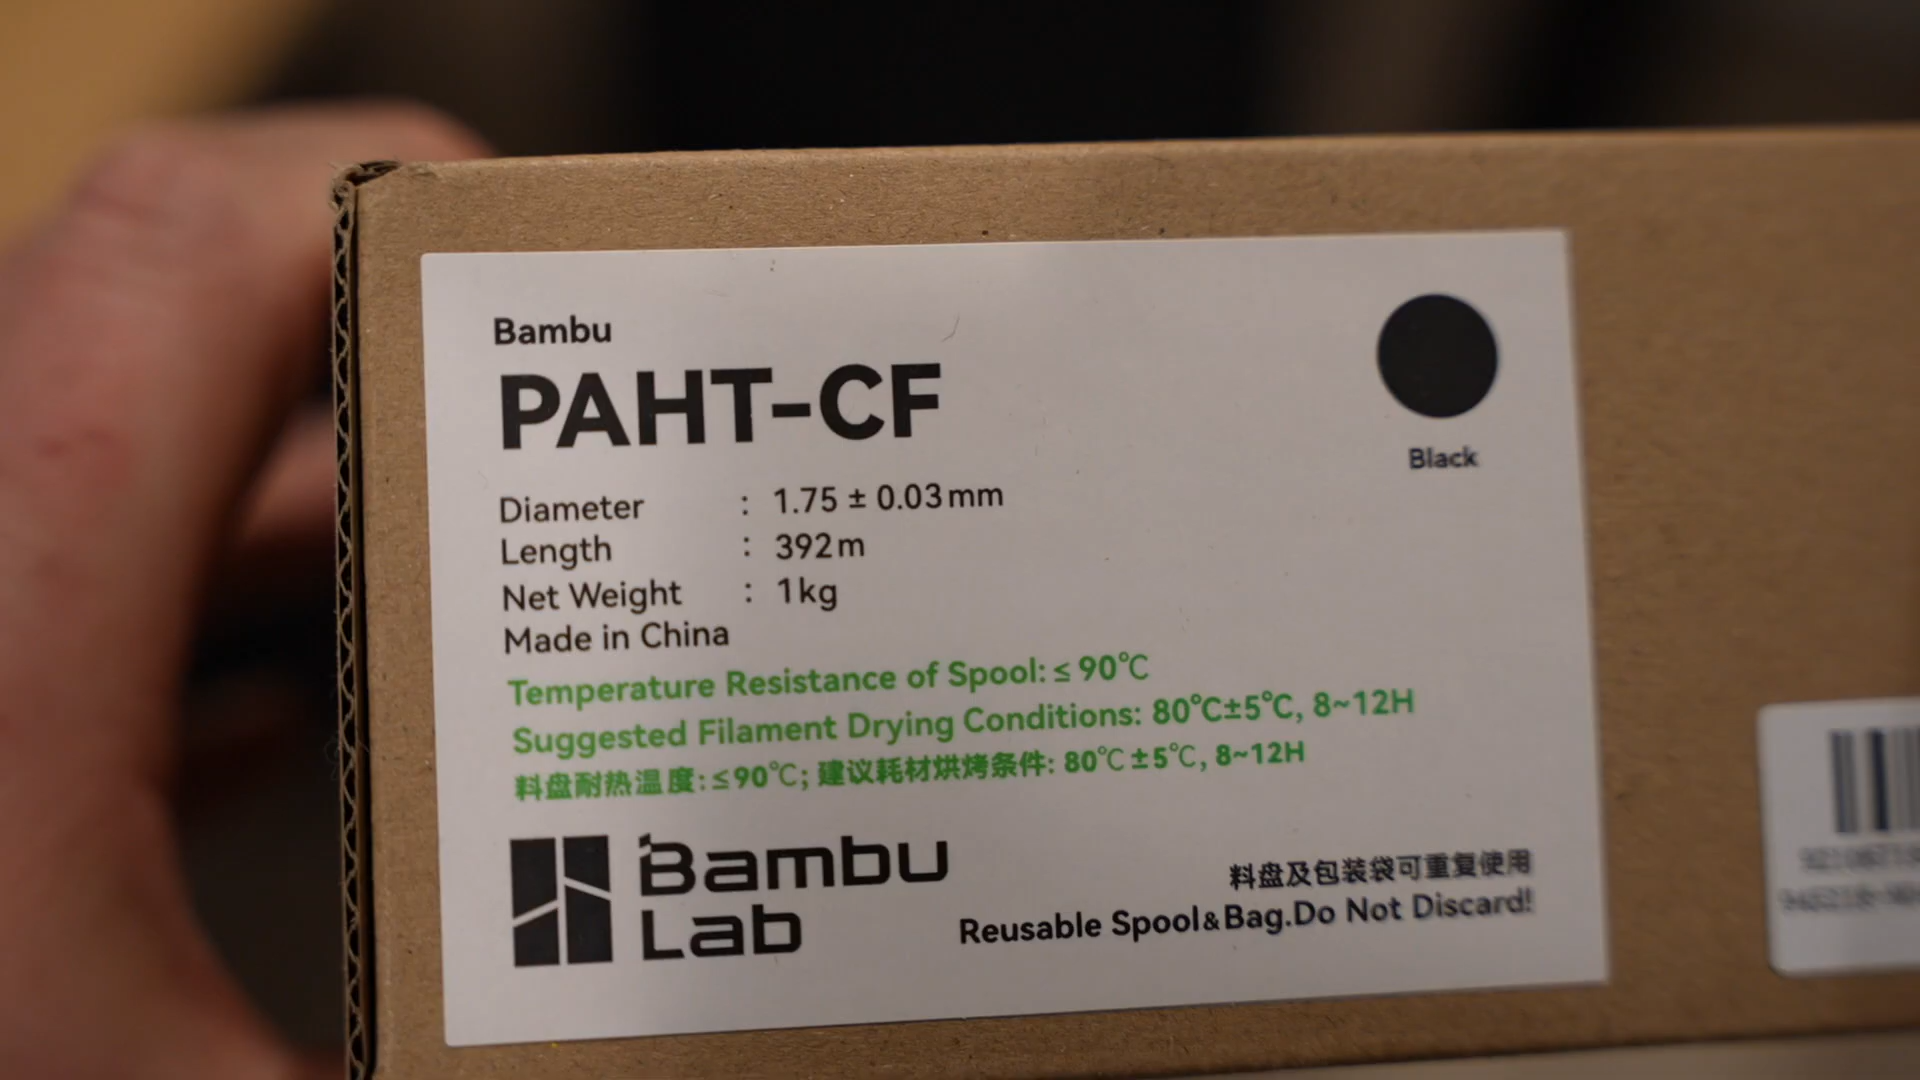 Bambu
PAHT-CF
Black
Diameter : 1.75 ± 0.03 mm
Length : 392 m
Net Weight : 1 kg
Made in China
Temperature Resistance of Spool: ≤ 90℃
Suggested Filament Drying Conditions: 80℃±5℃, 8~12H
料盘耐热温度:≤90℃; 建议耗材烘烤条件: 80℃±5℃, 8~12H
Bambu
Lab
料盘及包装袋可重复使用
Reusable Spool&Bag.Do Not Discard!